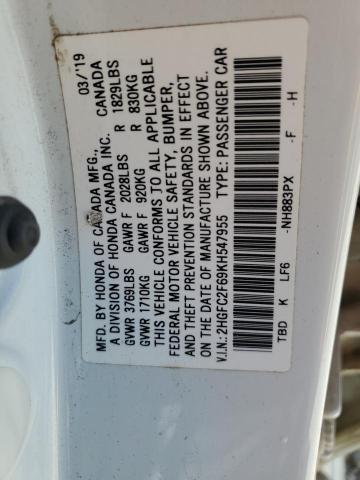 MFD. BY HONDA OF CANADA MFG., 03/'19
A DIVISION OF HONDA CANADA INC. CANADA
GVWR 3769LBS GAWR F 2028LBS R 1829LBS
GVWR 1710KG GAWR F 920KG R 830KG
THIS VEHICLE CONFORMS TO ALL APPLICABLE
FEDERAL MOTOR VEHICLE SAFETY, BUMPER,
AND THEFT PREVENTION STANDARDS IN EFFECT
ON THE DATE OF MANUFACTURE SHOWN ABOVE.
V.I.N.: 2HGFC2F69KH547955 TYPE: PASSENGER CAR
TBD K LF6 -NH883PX -F -H